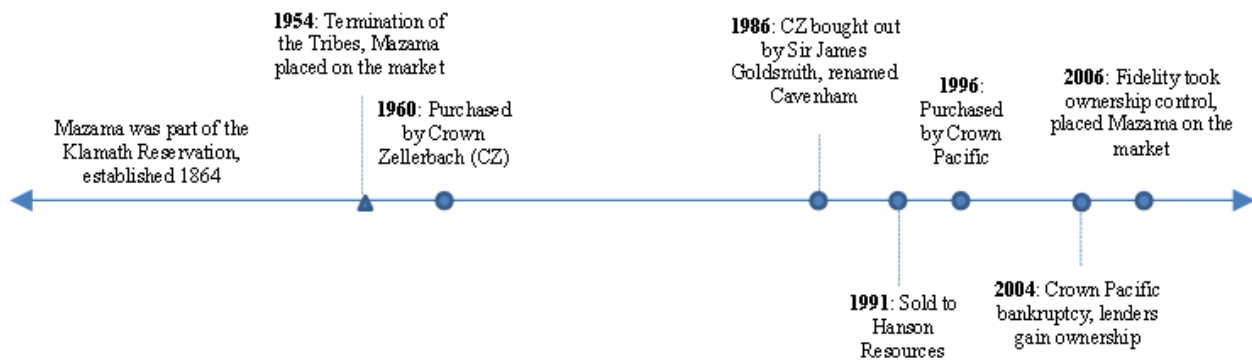 Mazama was part of the
Klamath Reservation,
established 1864
1954: Termination of
the Tribes, Mazama
placed on the market
1960: Purchased
by Crown
Zellerbach (CZ)
1986: CZ bought out
by Sir James
Goldsmith, renamed
Cavenham
1991: Sold to
Hanson
Resources
1996:
Purchased
by Crown
Pacific
2004: Crown Pacific
bankruptcy, lenders
gain ownership
2006: Fidelity took
ownership control,
placed Mazama on the
market